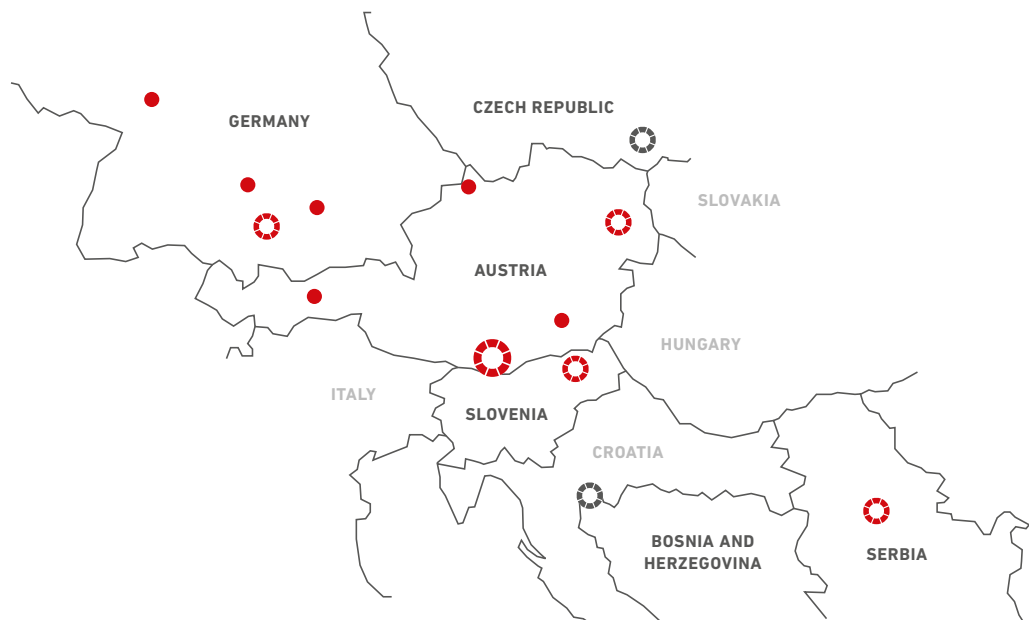 CZECH REPUBLIC
GERMANY
SLOVAKIA
AUSTRIA
HUNGARY
ITALY
SLOVENIA
CROATIA
BOSNIA AND
HERZEGOVINA
SERBIA